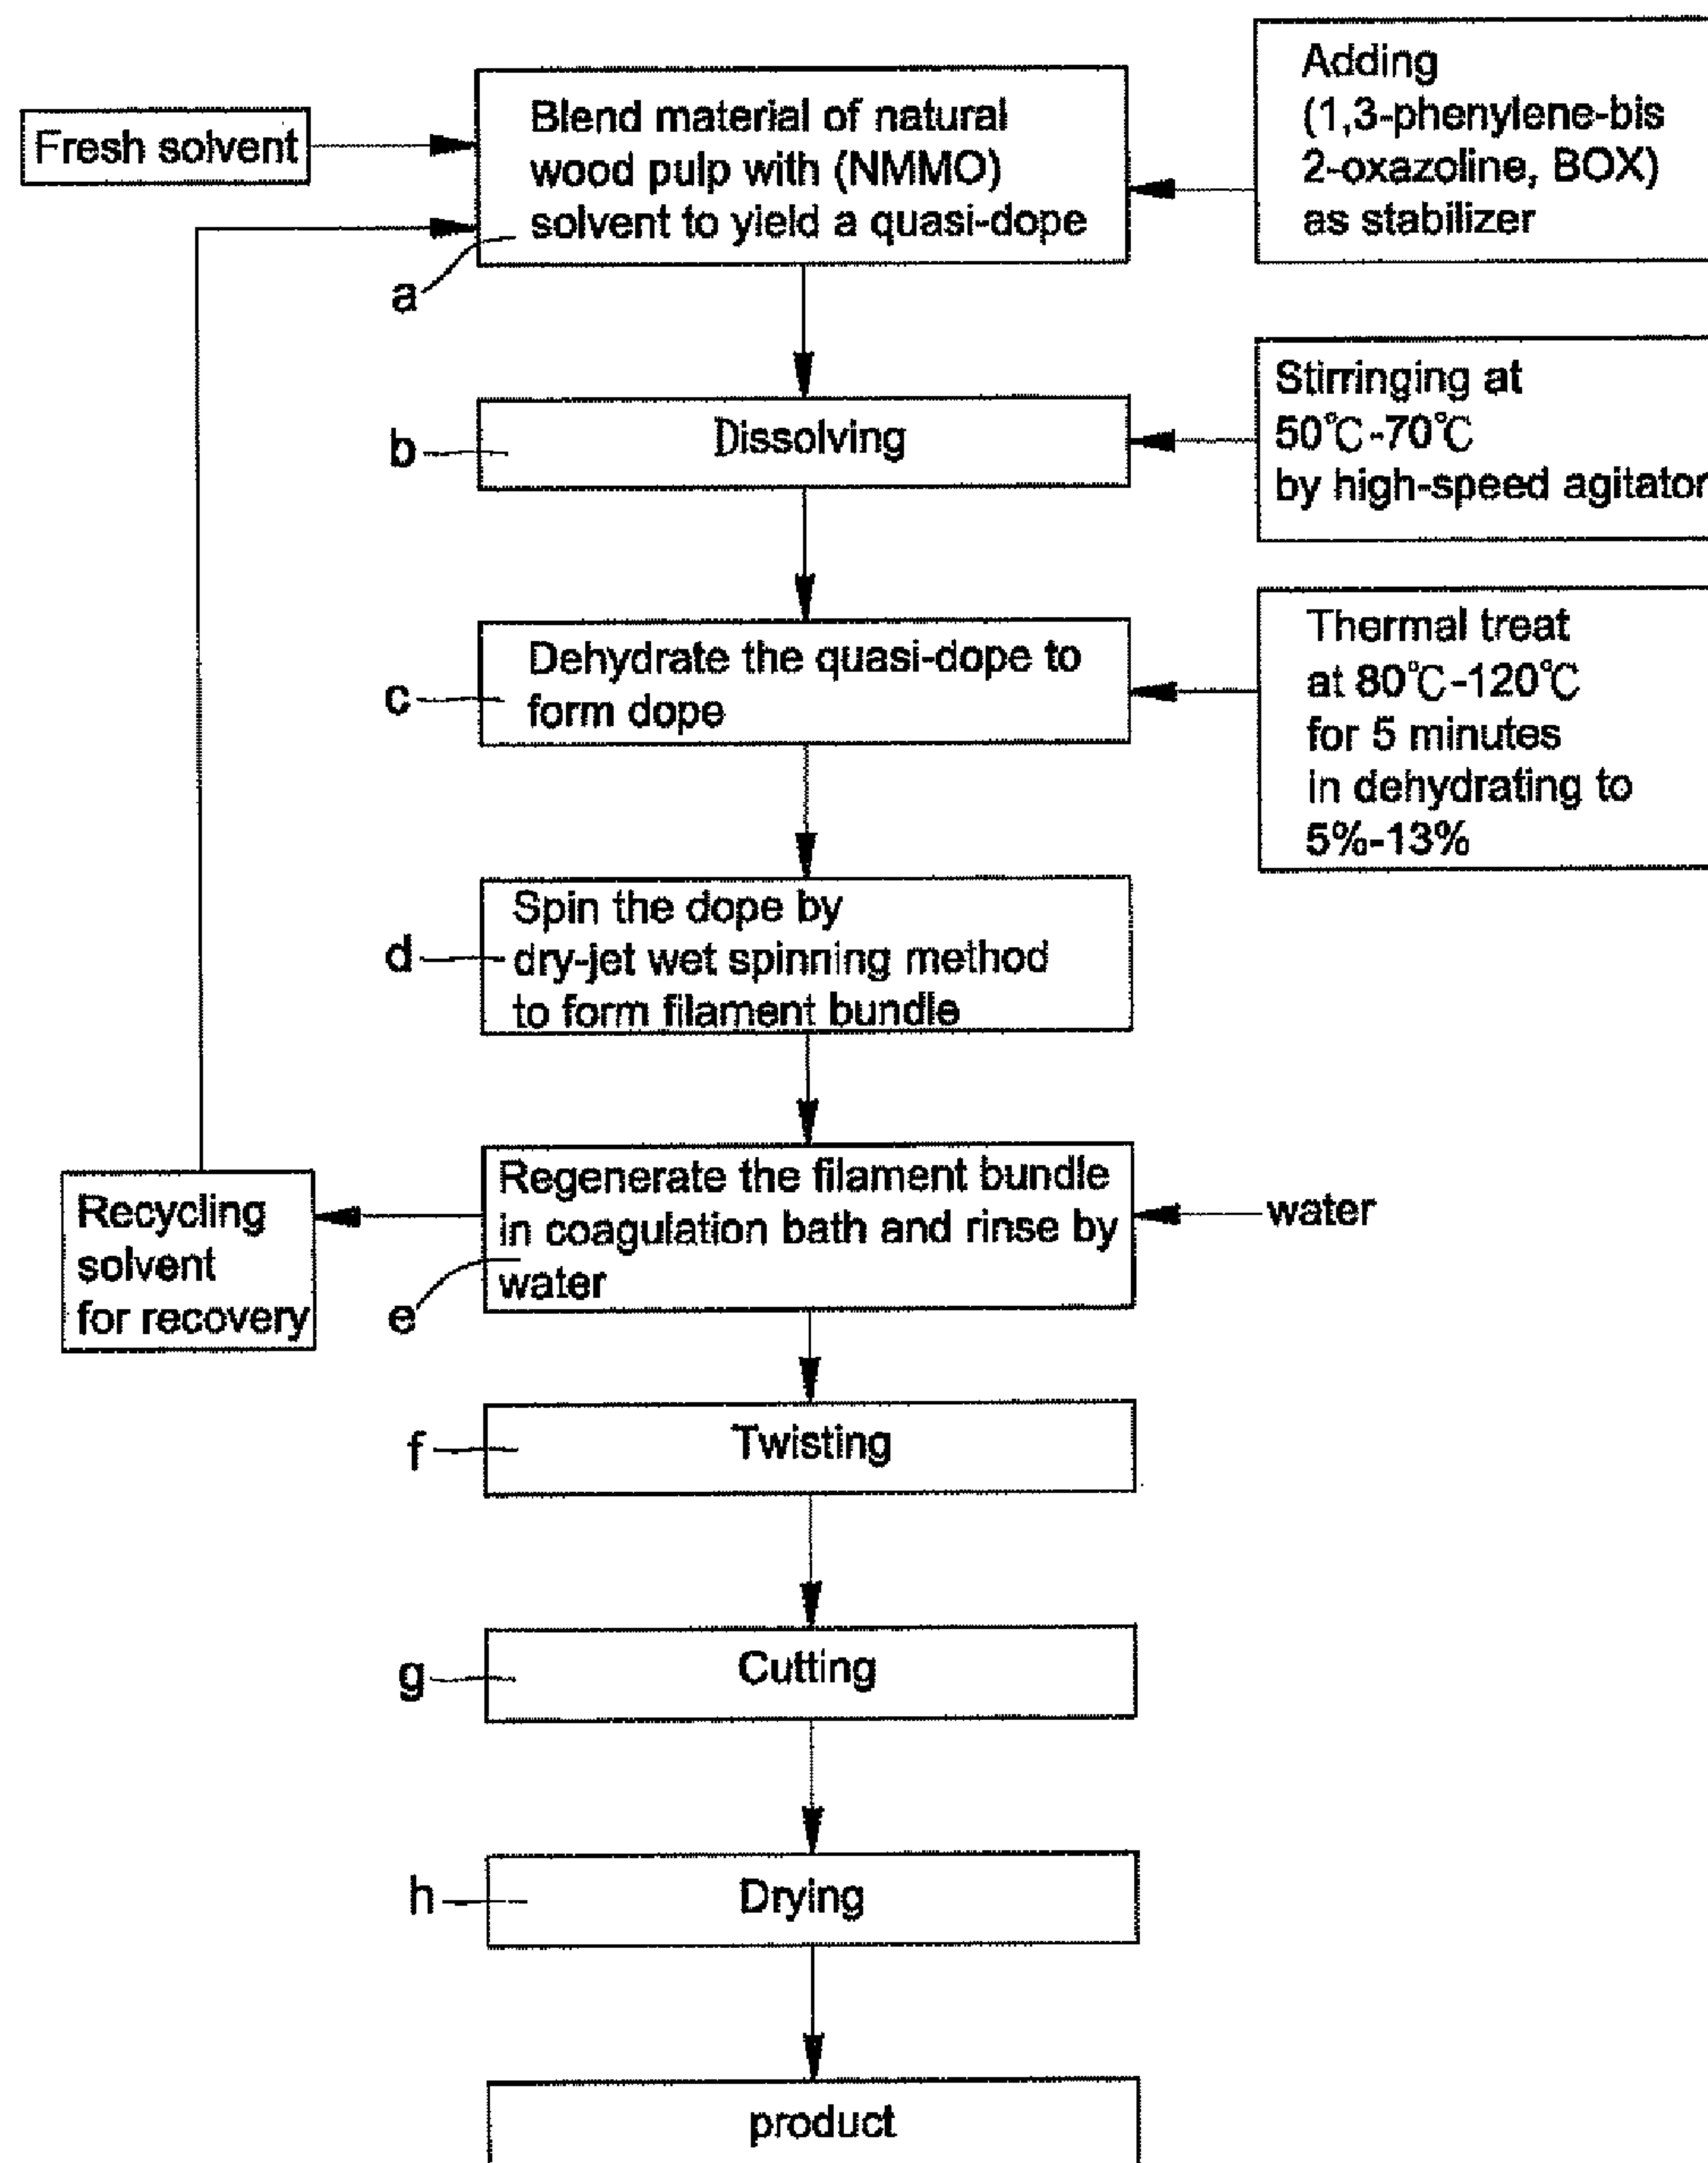 Fresh solvent
Blend material of natural
wood pulp with (NMMO)
solvent to yield a quasi-dope
a
Adding
(1,3-phenylene-bis
2-oxazoline, BOX)
as stabilizer
b
Dissolving
Stirringing at
50℃-70℃
by high-speed agitator
c
Dehydrate the quasi-dope to
form dope
Thermal treat
at 80℃-120℃
for 5 minutes
in dehydrating to
5%-13%
d
Spin the dope by
dry-jet wet spinning method
to form filament bundle
Recycling
solvent
for recovery
e
Regenerate the filament bundle
in coagulation bath and rinse by
water
water
f
Twisting
g
Cutting
h
Drying
product